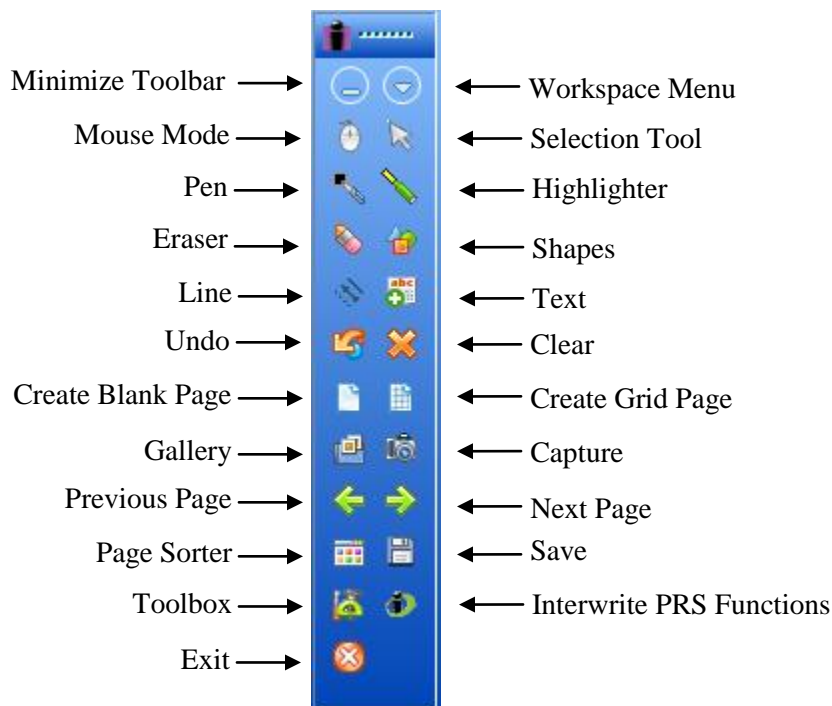 Minimize Toolbar
Workspace Menu
Mouse Mode
Selection Tool
Pen
Highlighter
Eraser
Shapes
Line
abc
Text
Undo
Clear
Create Blank Page
Create Grid Page
Gallery
Capture
Previous Page
Next Page
Page Sorter
Save
Toolbox
Interwrite PRS Functions
Exit